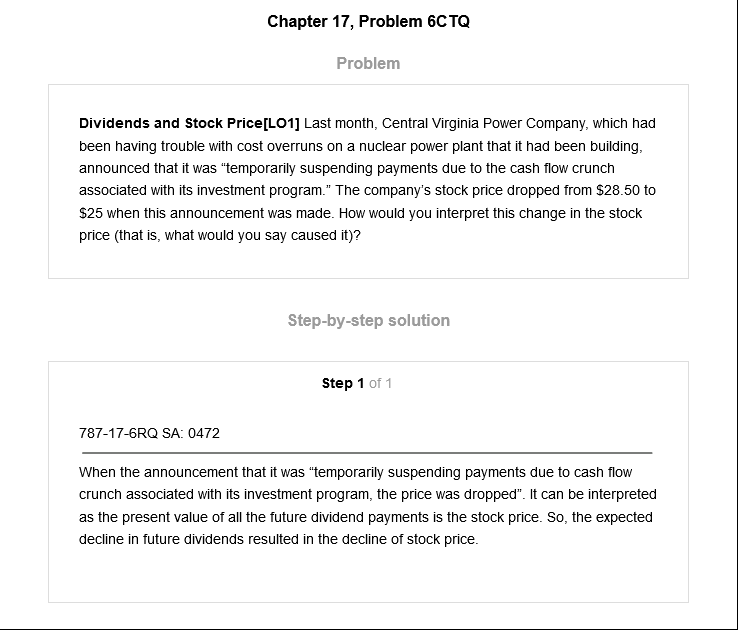 Chapter 17, Problem 6CTQ
Problem
Dividends and Stock Price[LO1] Last month, Central Virginia Power Company, which had
been having trouble with cost overruns on a nuclear power plant that it had been building,
announced that it was “temporarily suspending payments due to the cash flow crunch
associated with its investment program.” The company’s stock price dropped from $28.50 to
$25 when this announcement was made. How would you interpret this change in the stock
price (that is, what would you say caused it)?
Step-by-step solution
Step 1 of 1
787-17-6RQ SA: 0472
When the announcement that it was “temporarily suspending payments due to cash flow
crunch associated with its investment program, the price was dropped”. It can be interpreted
as the present value of all the future dividend payments is the stock price. So, the expected
decline in future dividends resulted in the decline of stock price.